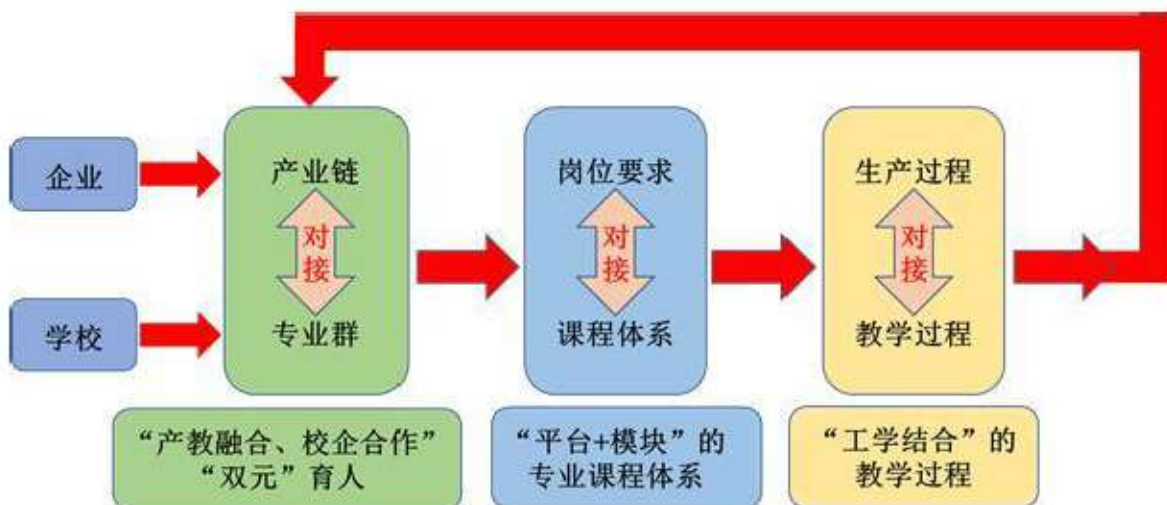 企业
学校
产业链
对
接
专业群
岗位要求
对
接
课程体系
生产过程
对
接
教学过程
“产教融合、校企合作”
“双元”育人
“平台+模块”的
专业课程体系
“工学结合”的
教学过程